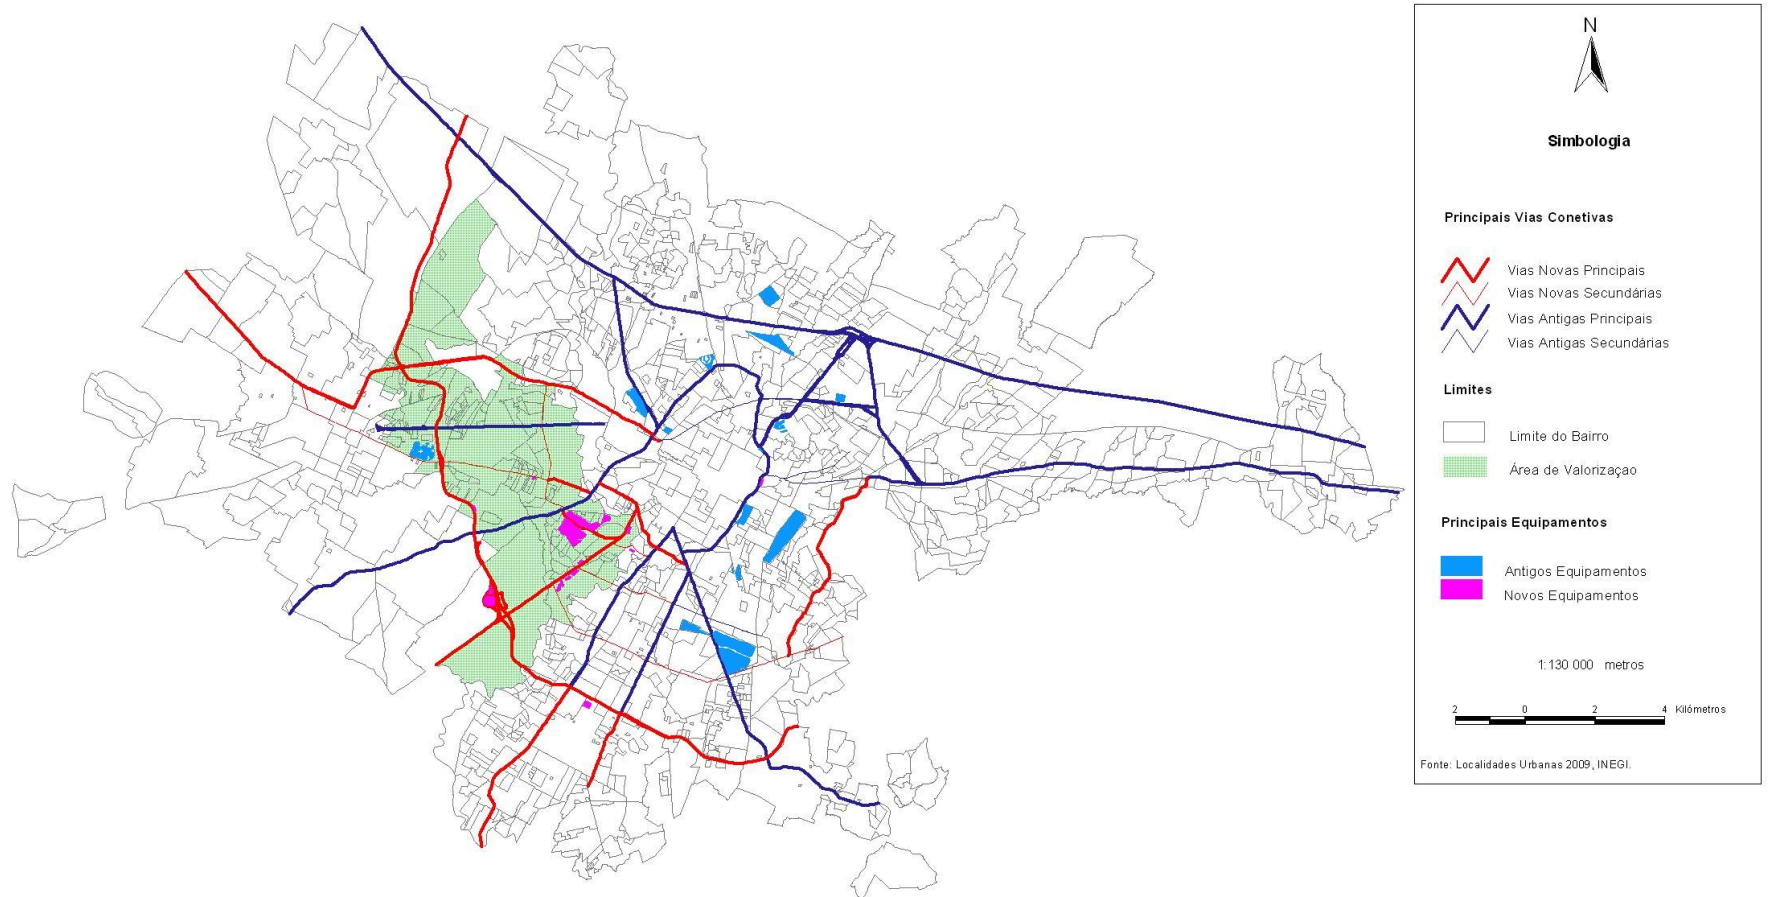 N
Simbologia
Principais Vias Conetivas
Vias Novas Principais
Vias Novas Secundárias
Vias Antigas Principais
Vias Antigas Secundárias
Limites
Limite do Bairro
Área de Valorizaçao
Principais Equipamentos
Antigos Equipamentos
Novos Equipamentos
1:130 000 metros
2 0 2 4 Kilómetros
Fonte: Localidades Urbanas 2009, INEGI.